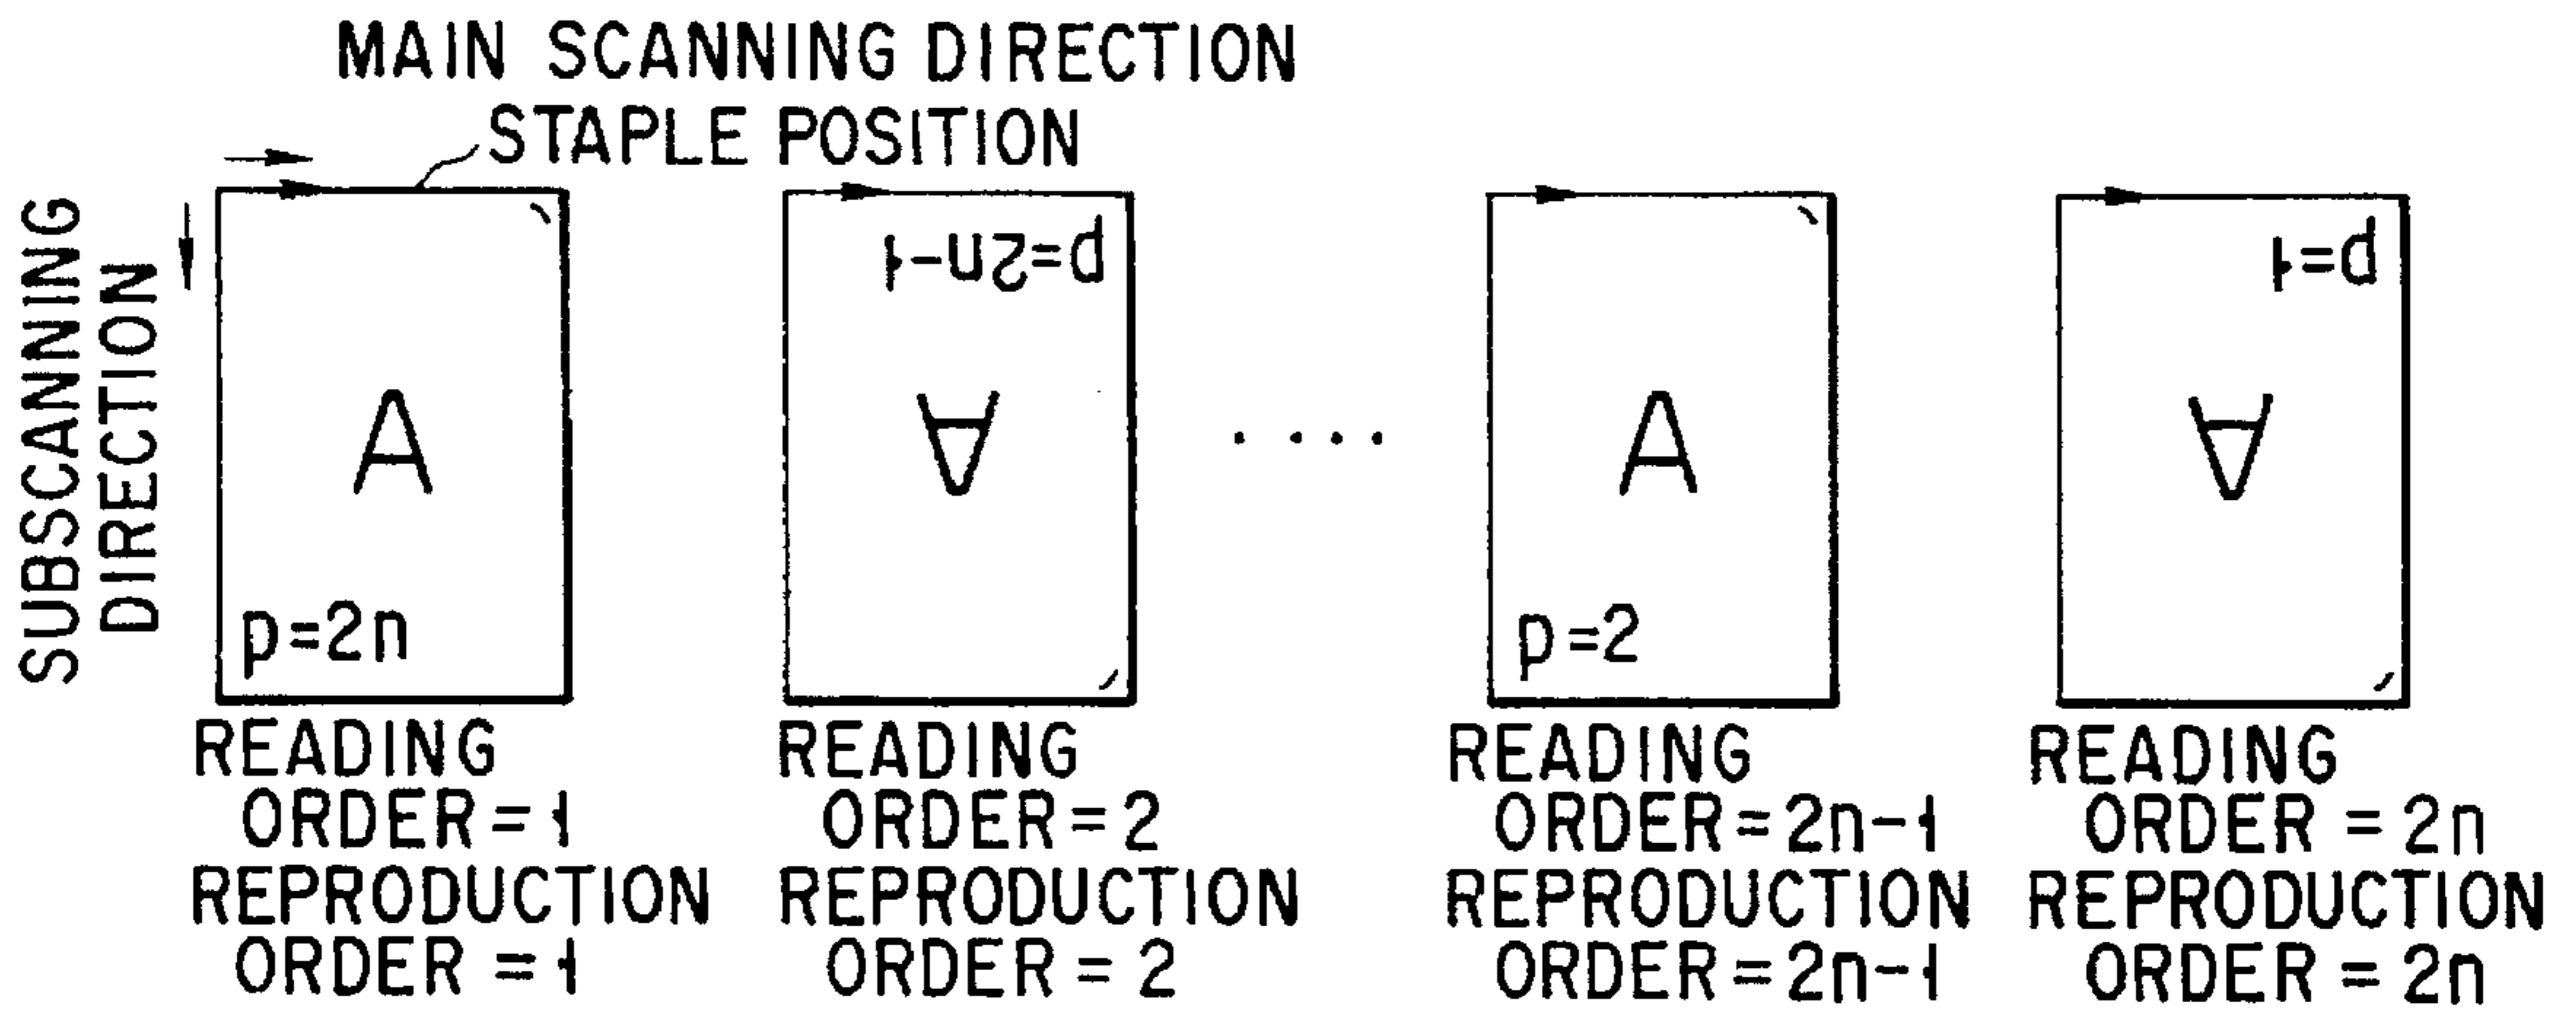 MAIN SCANNING DIRECTION
STAPLE POSITION
SUBSCANNING
DIRECTION
A
p=2n
READING
ORDER=1
REPRODUCTION
ORDER=1
p=2n-1
A
READING
ORDER=2
REPRODUCTION
ORDER=2
. . . .
A
p=2
READING
ORDER=2n-1
REPRODUCTION
ORDER=2n-1
p=1
A
READING
ORDER=2n
REPRODUCTION
ORDER=2n